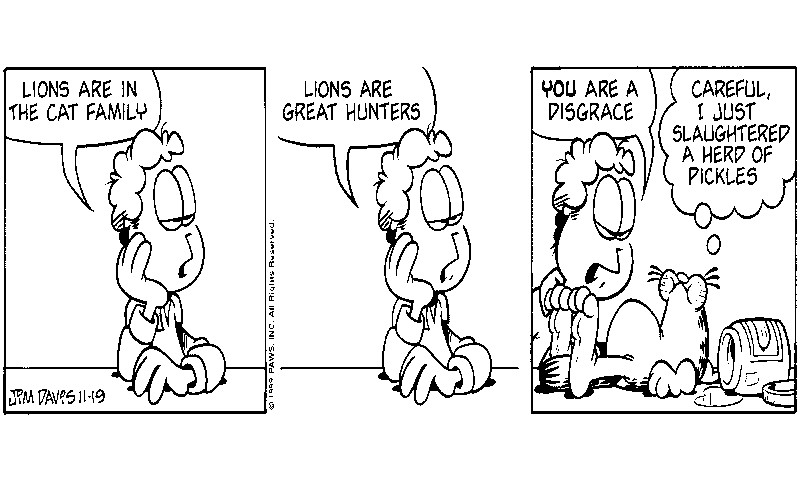 LIONS ARE IN
THE CAT FAMILY
JIM DAVIS 11-19
© 1999 PAWS, INC. All Rights Reserved.
LIONS ARE
GREAT HUNTERS
YOU ARE A
DISGRACE
CAREFUL,
I JUST
SLAUGHTERED
A HERD OF
PICKLES